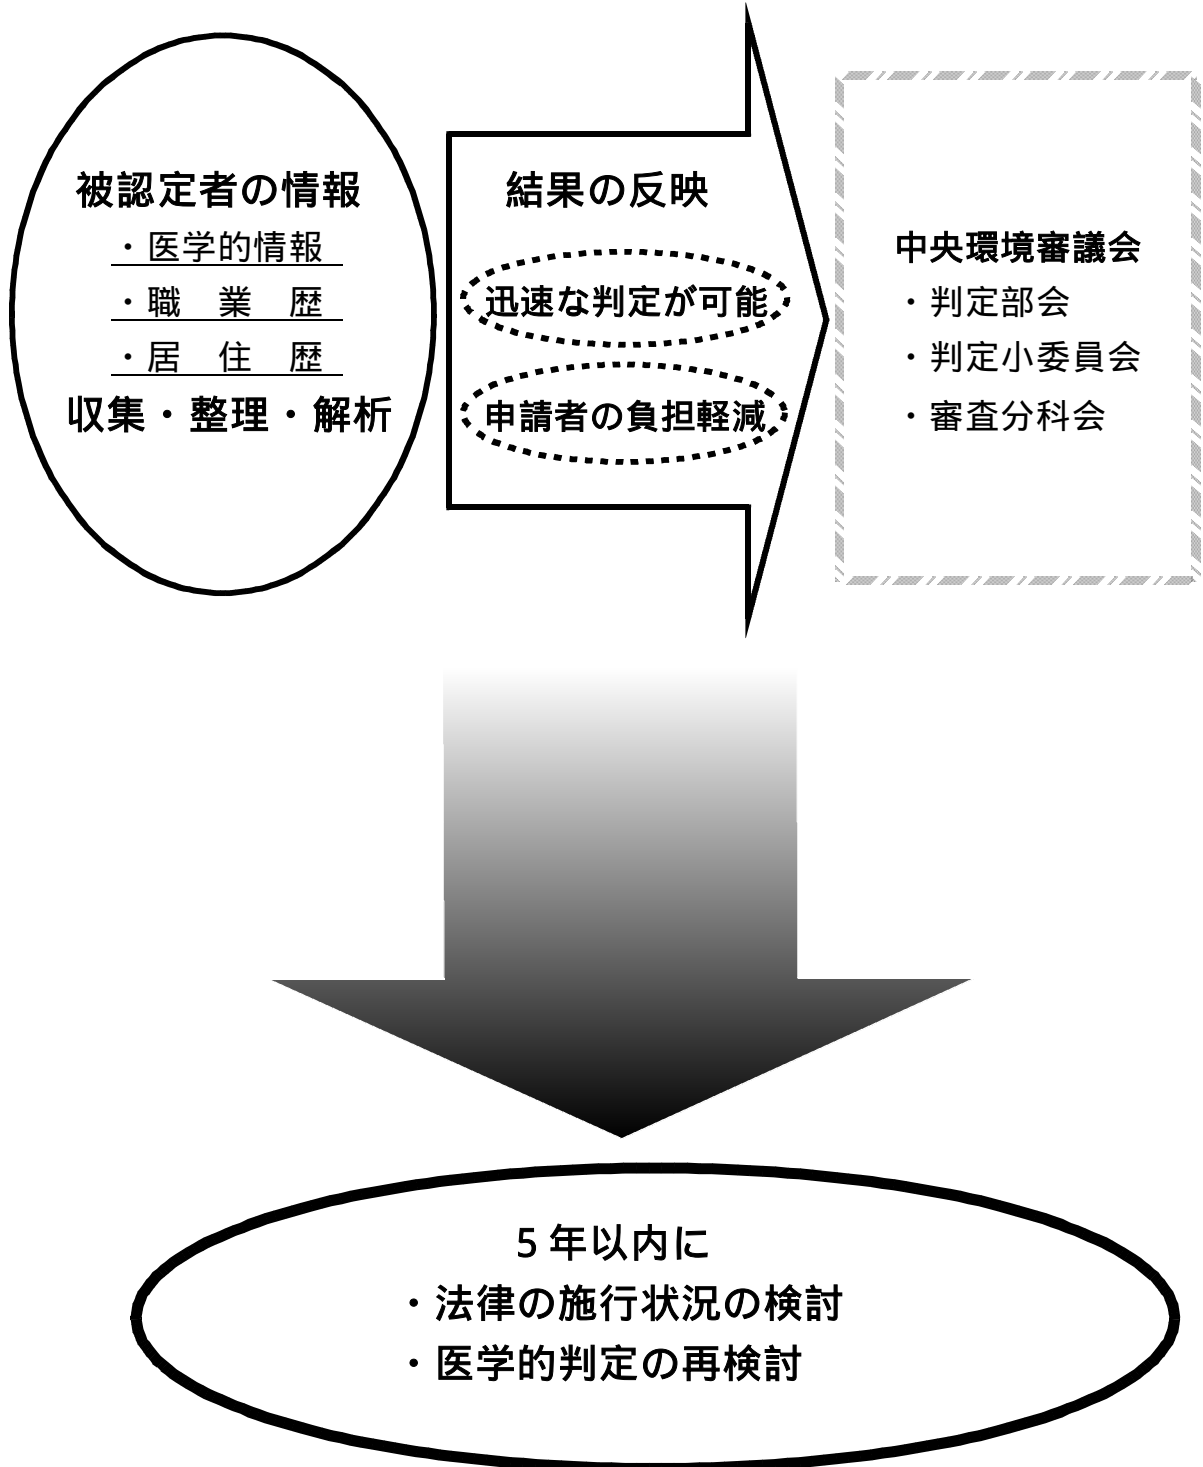 被認定者の情報
・医学的情報
・職　業　歴
・居　住　歴
収集・整理・解析
結果の反映
迅速な判定が可能
申請者の負担軽減
中央環境審議会
・判定部会
・判定小委員会
・審査分科会
5年以内に
・法律の施行状況の検討
・医学的判定の再検討